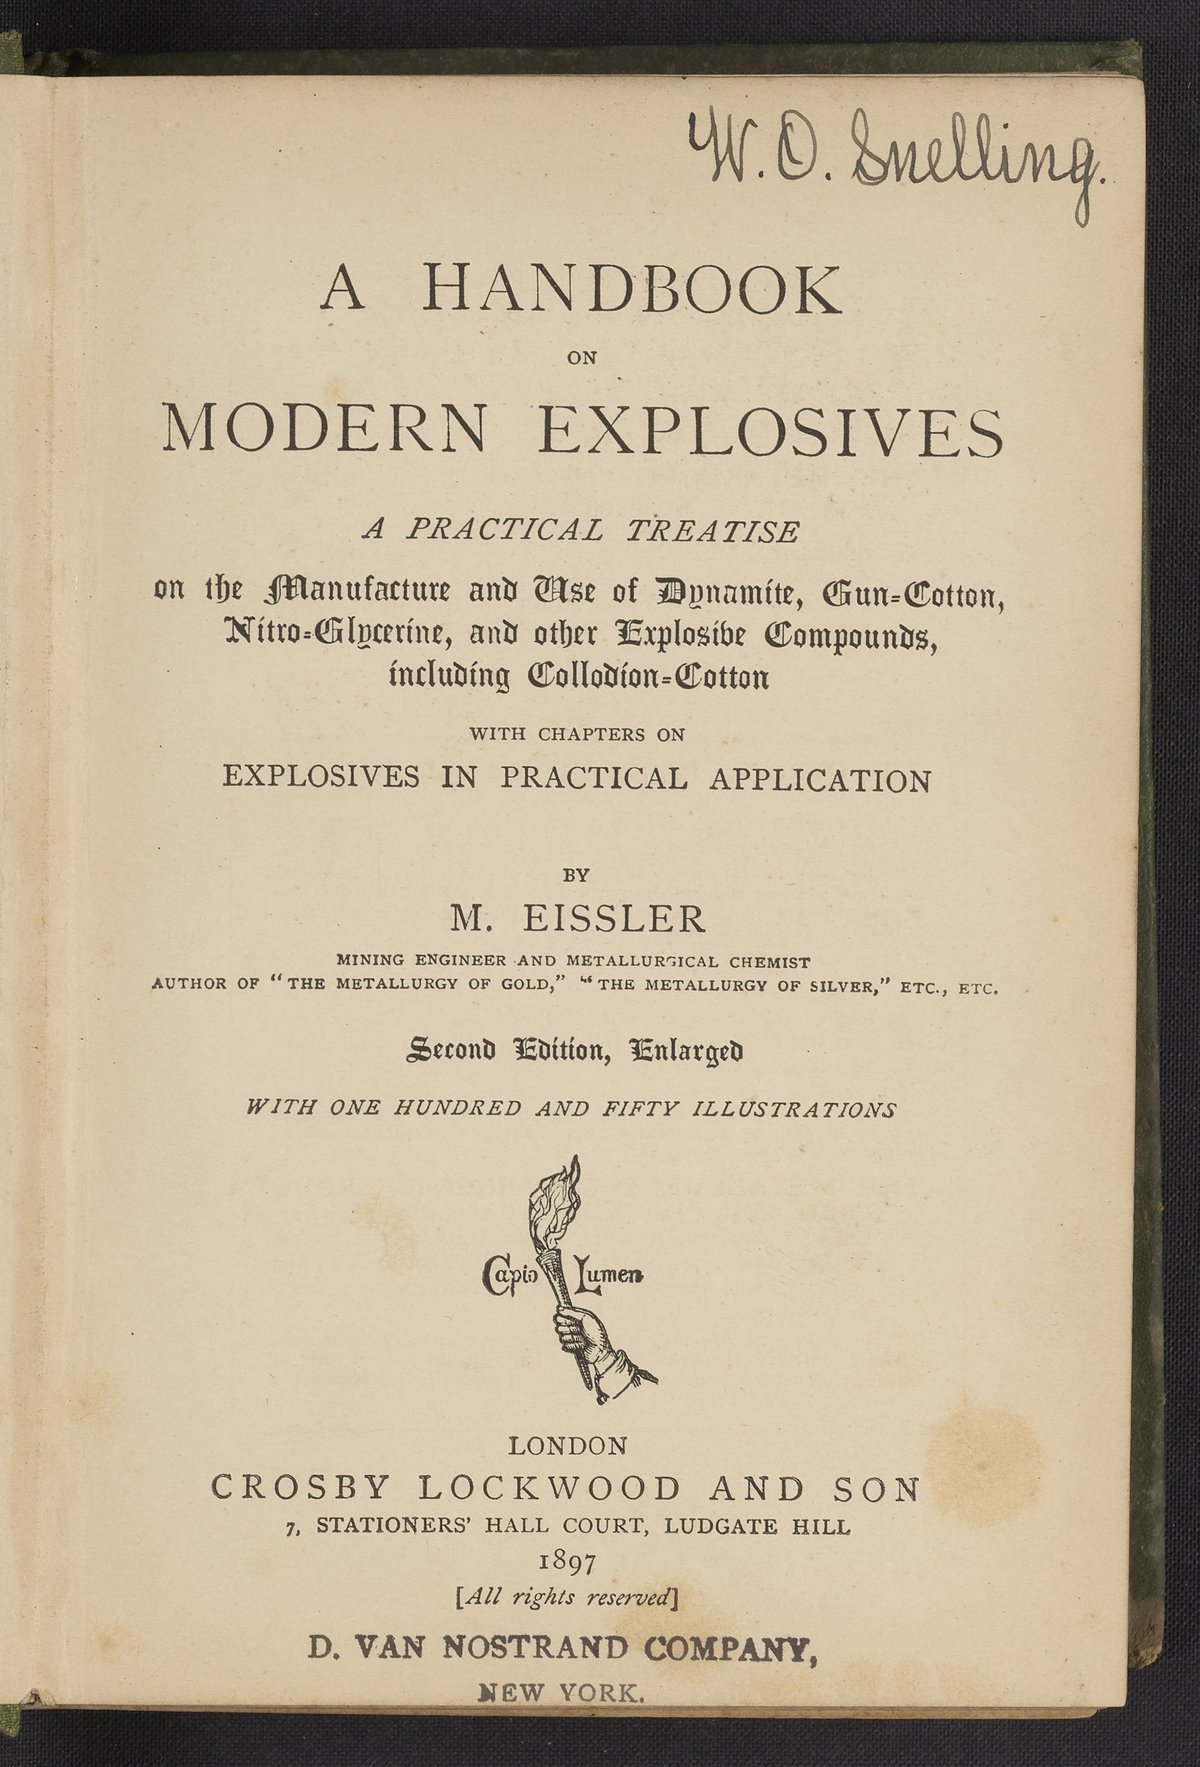 W. O. Snelling.
A HANDBOOK
ON
MODERN EXPLOSIVES
A PRACTICAL TREATISE
on the Manufacture and Use of Dynamite, Gun-Cotton,
Nitro-Glycerine, and other Explosive Compounds,
including Collodion-Cotton
WITH CHAPTERS ON
EXPLOSIVES IN PRACTICAL APPLICATION
BY
M. EISSLER
MINING ENGINEER AND METALLURGICAL CHEMIST
AUTHOR OF "THE METALLURGY OF GOLD," "THE METALLURGY OF SILVER," ETC., ETC.
Second Edition, Enlarged
WITH ONE HUNDRED AND FIFTY ILLUSTRATIONS
Capio Lumen
LONDON
CROSBY LOCKWOOD AND SON
7, STATIONERS' HALL COURT, LUDGATE HILL
1897
[All rights reserved]
D. VAN NOSTRAND COMPANY,
NEW YORK.